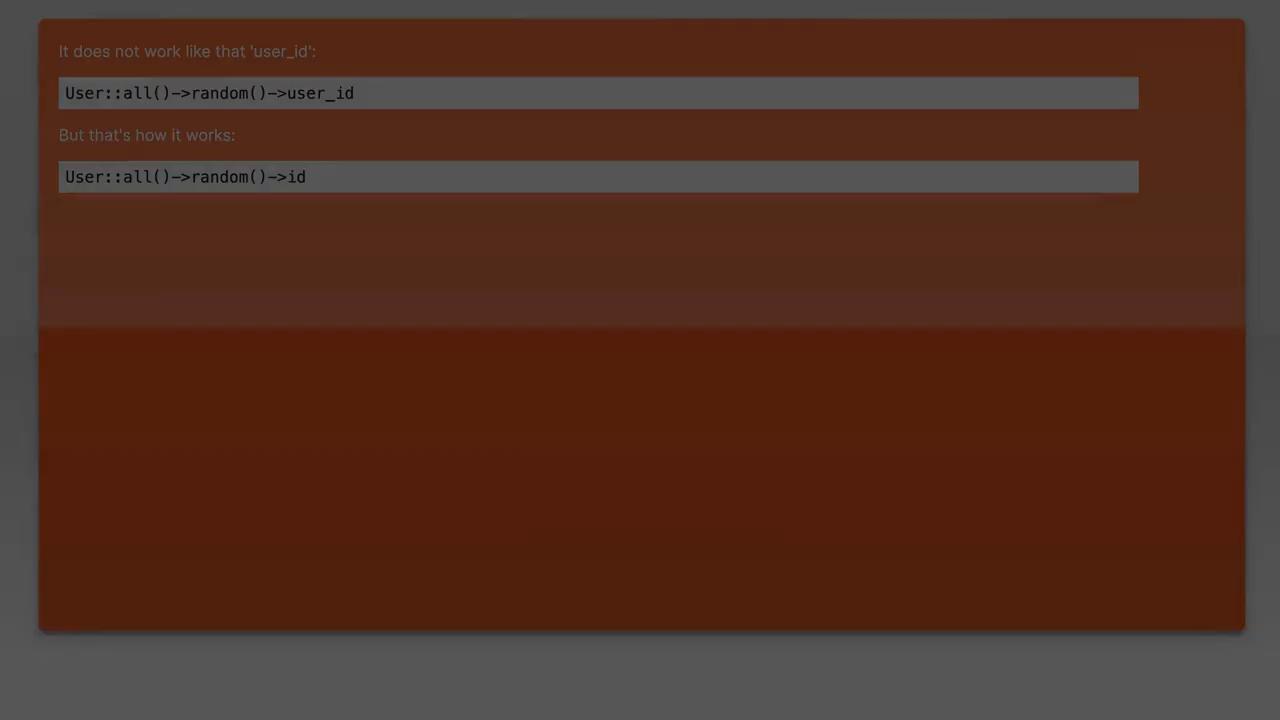 It does not work like that 'user_id':
User::all()->random()->user_id
But that's how it works:
User::all()->random()->id